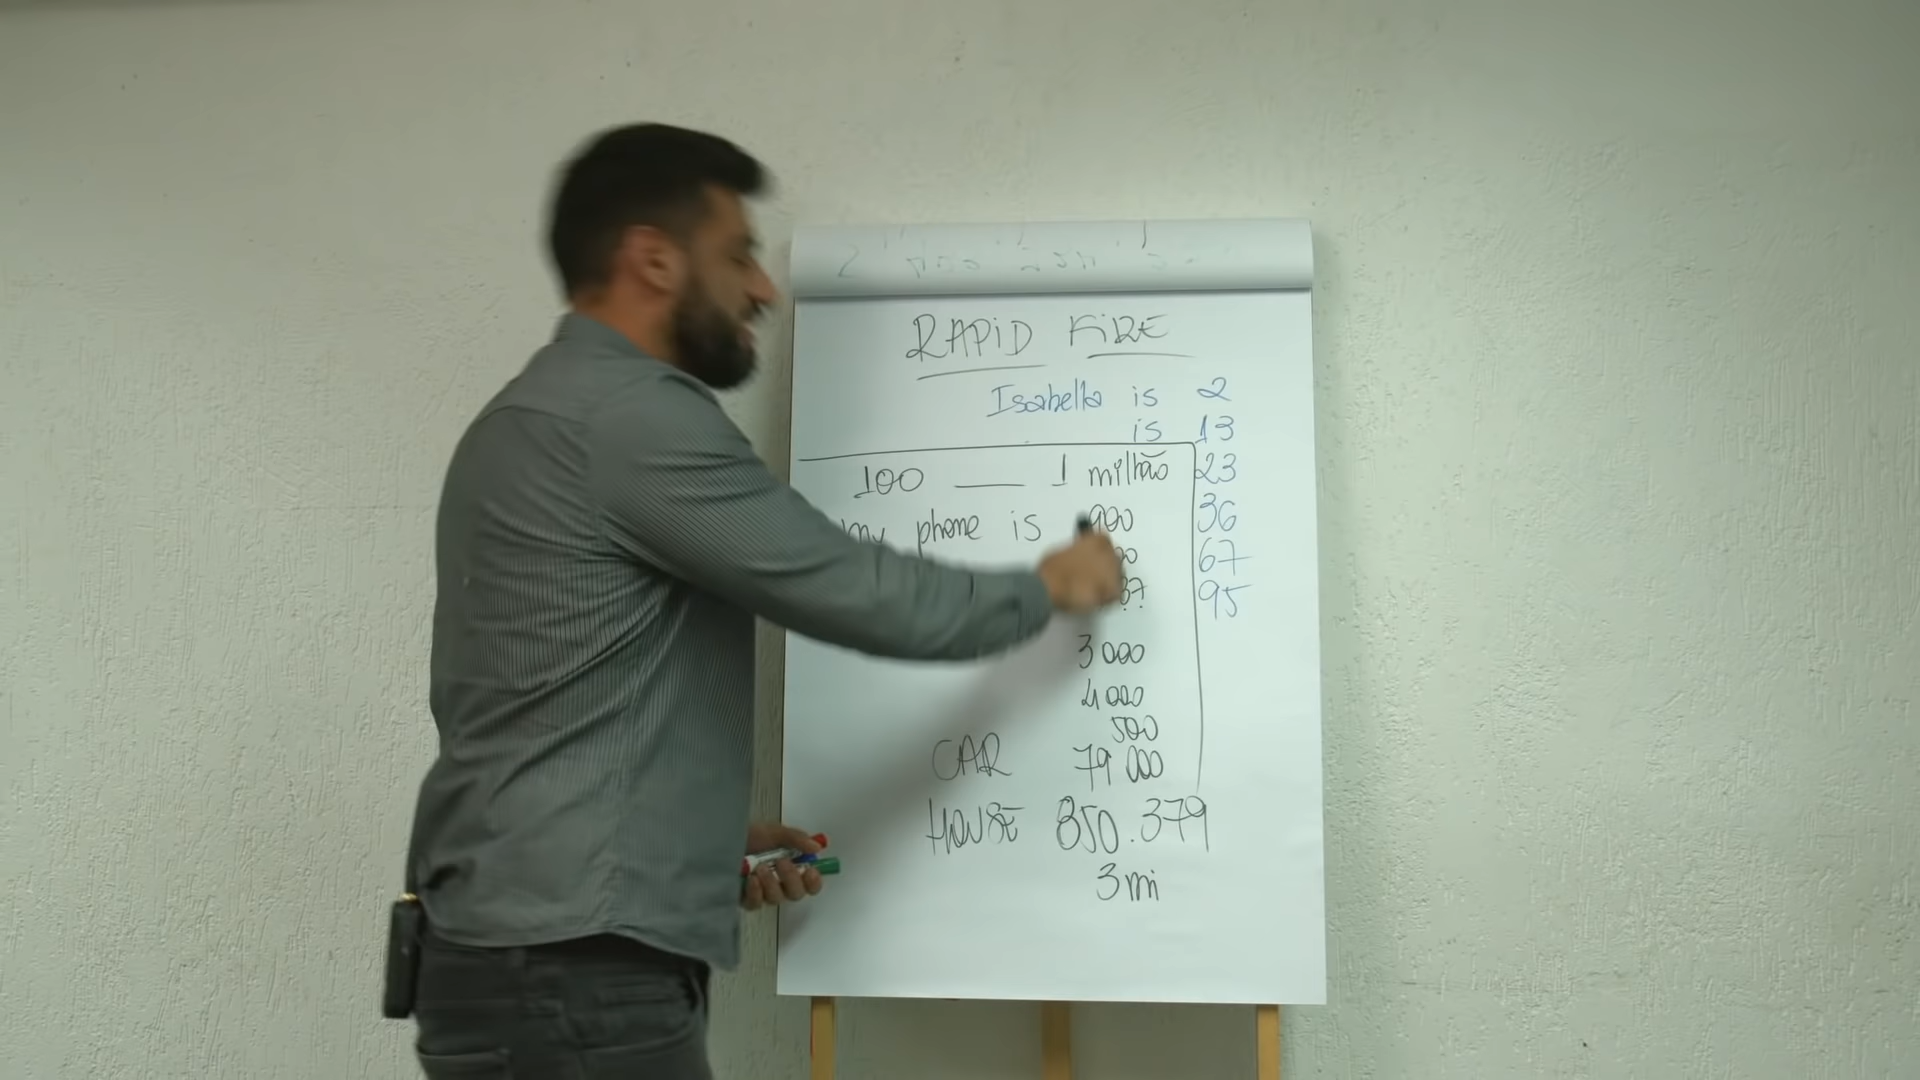 RAPiD FiRE
Isabella is 2
is 13
100 ___ 1 milhão 23
my phone is 900 36
67
95
3 000
4 000
500
CAR 79 000
HOUSE 850.379
3 mi